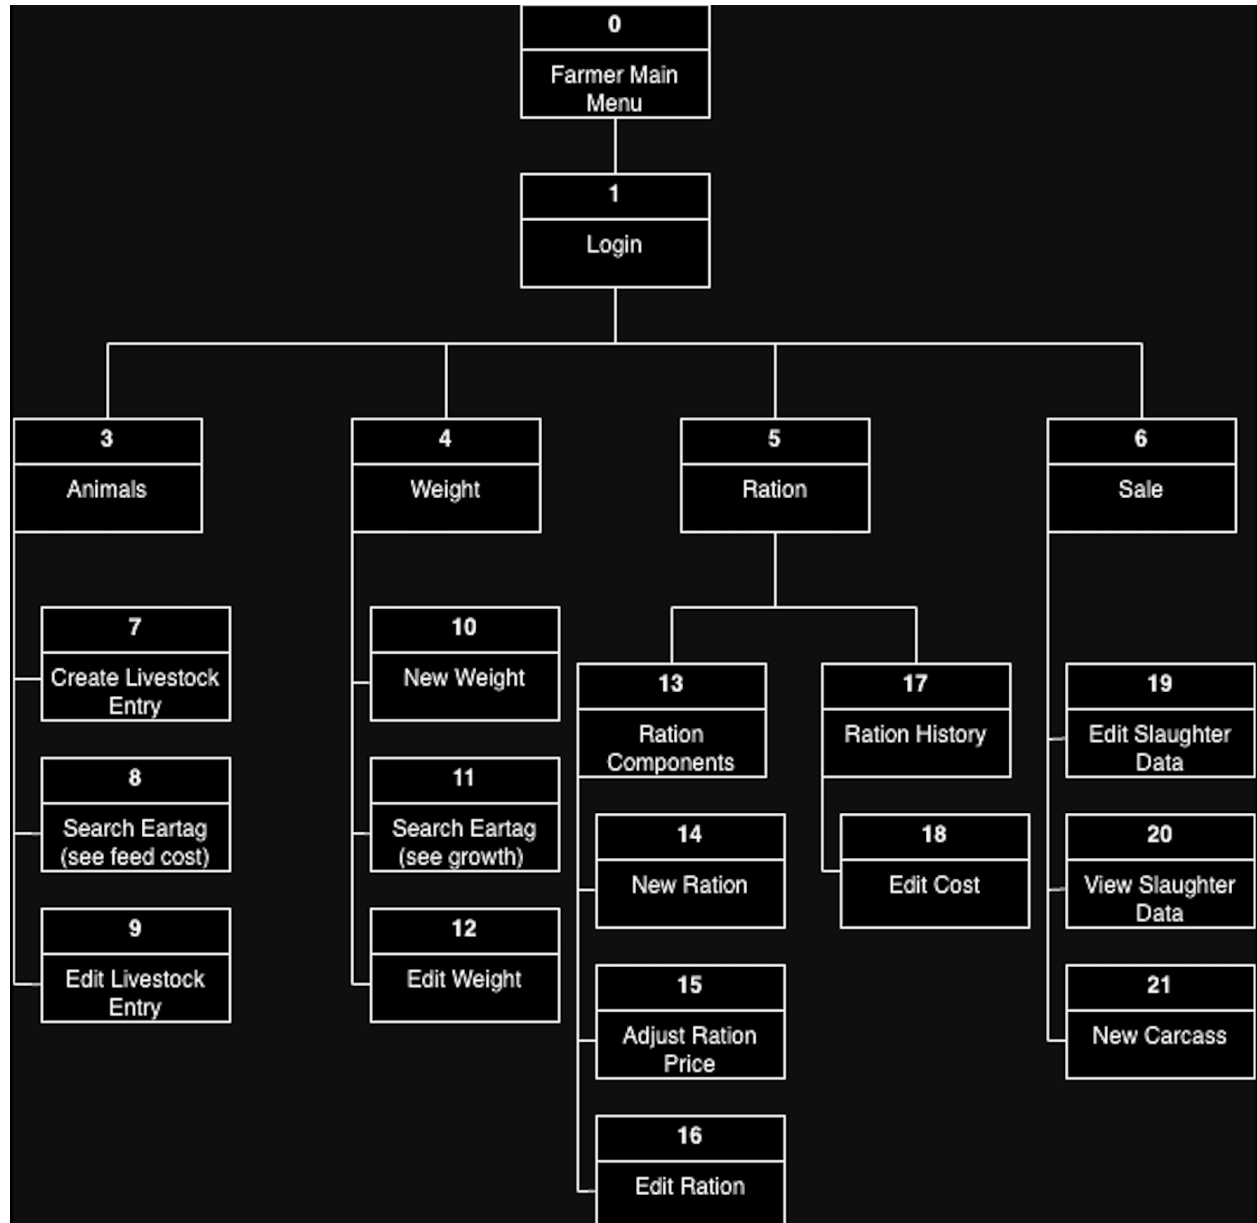 0
Farmer Main
Menu
1
Login
3
Animals
4
Weight
5
Ration
6
Sale
7
Create Livestock
Entry
8
Search Eartag
(see feed cost)
9
Edit Livestock
Entry
10
New Weight
11
Search Eartag
(see growth)
12
Edit Weight
13
Ration
Components
14
New Ration
15
Adjust Ration
Price
16
Edit Ration
17
Ration History
18
Edit Cost
19
Edit Slaughter
Data
20
View Slaughter
Data
21
New Carcass